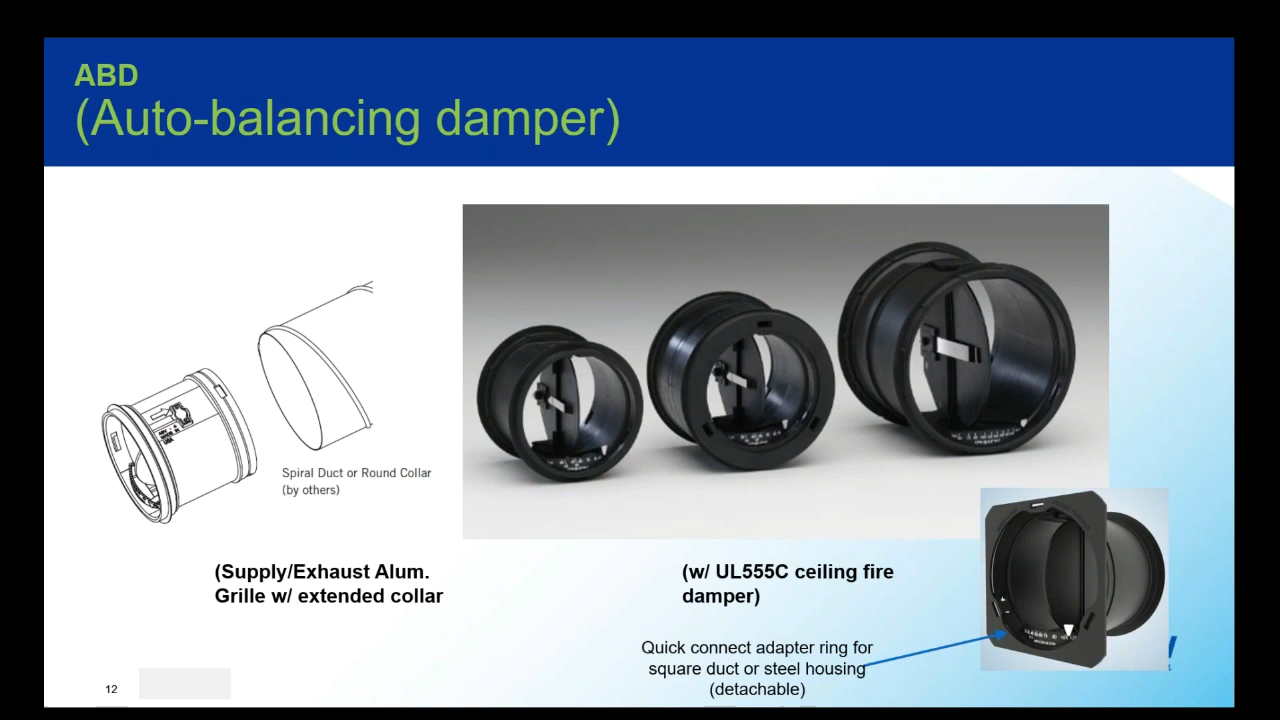 ABD
(Auto-balancing damper)
Spiral Duct or Round Collar
(by others)
(Supply/Exhaust Alum.
Grille w/ extended collar
(w/ UL555C ceiling fire
damper)
Quick connect adapter ring for
square duct or steel housing
(detachable)
12